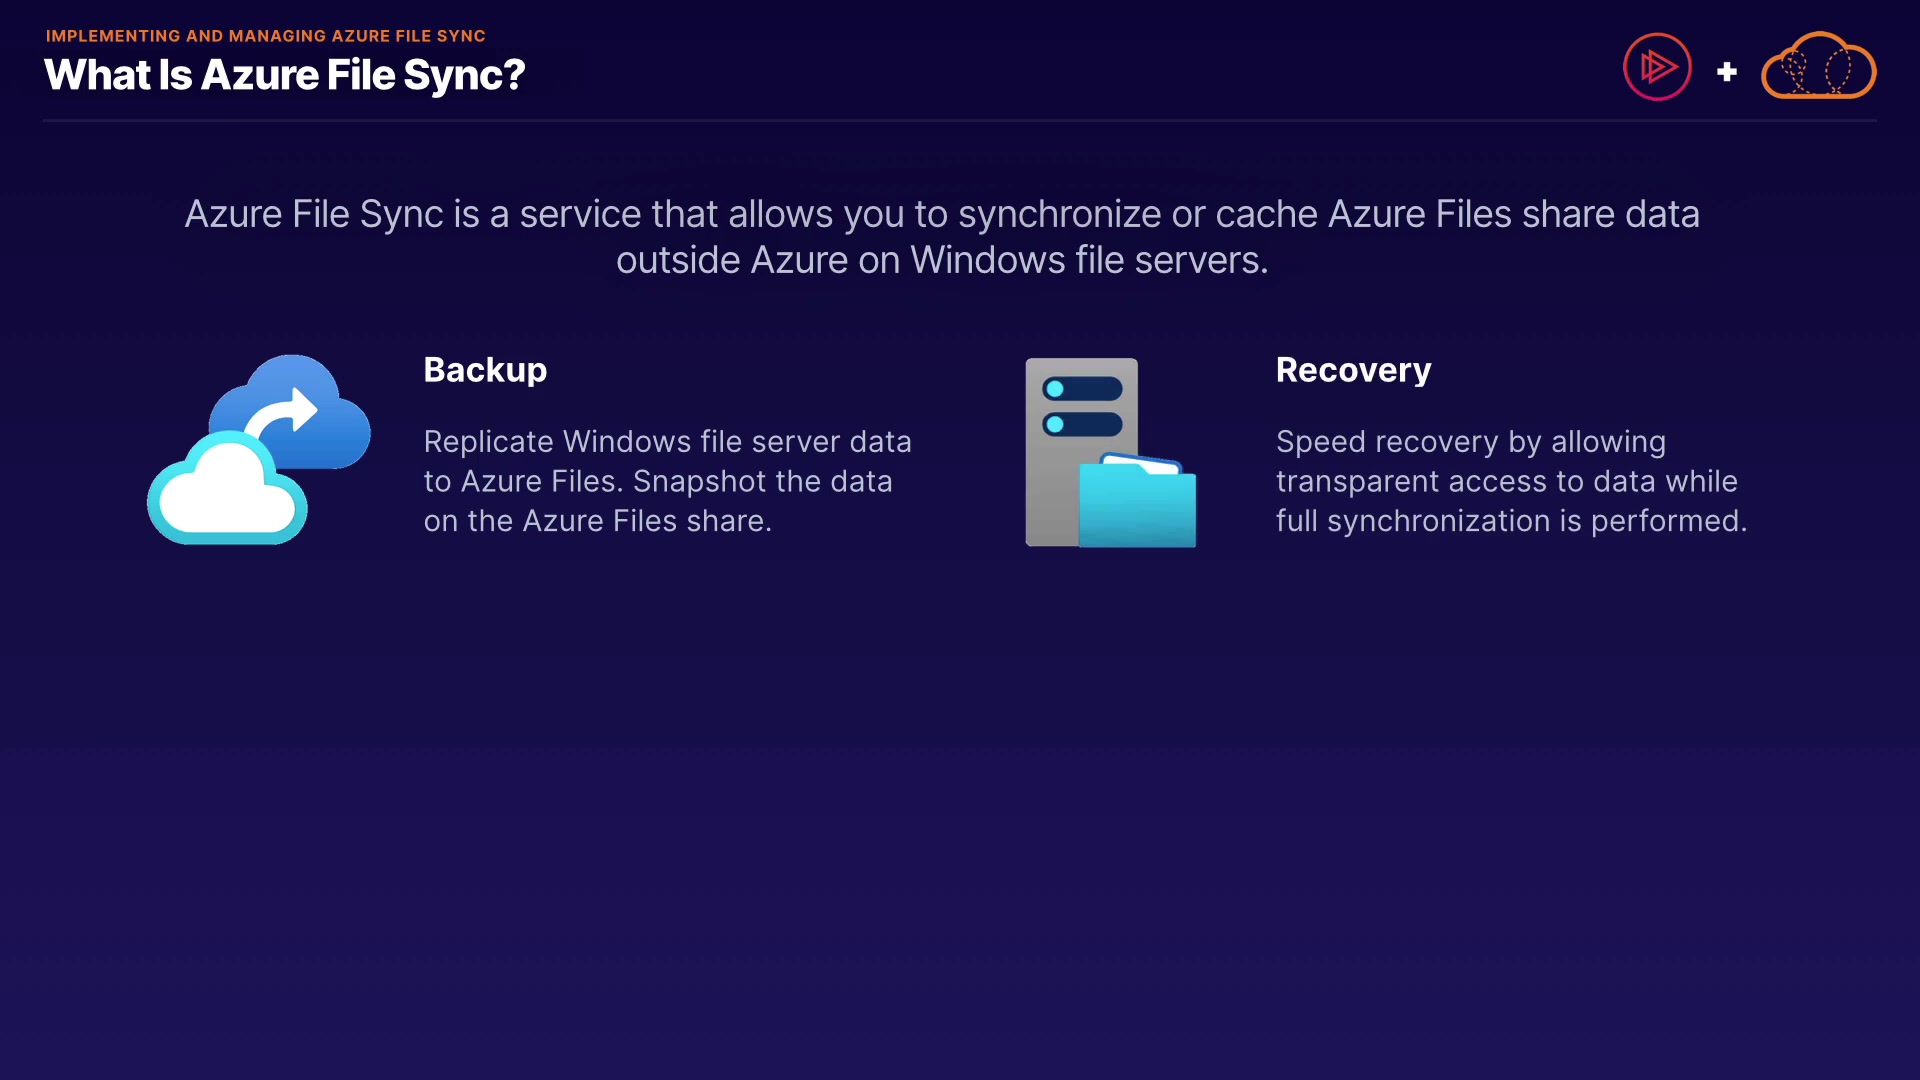 IMPLEMENTING AND MANAGING AZURE FILE SYNC
What Is Azure File Sync?
Azure File Sync is a service that allows you to synchronize or cache Azure Files share data
outside Azure on Windows file servers.
Backup
Replicate Windows file server data
to Azure Files. Snapshot the data
on the Azure Files share.
Recovery
Speed recovery by allowing
transparent access to data while
full synchronization is performed.